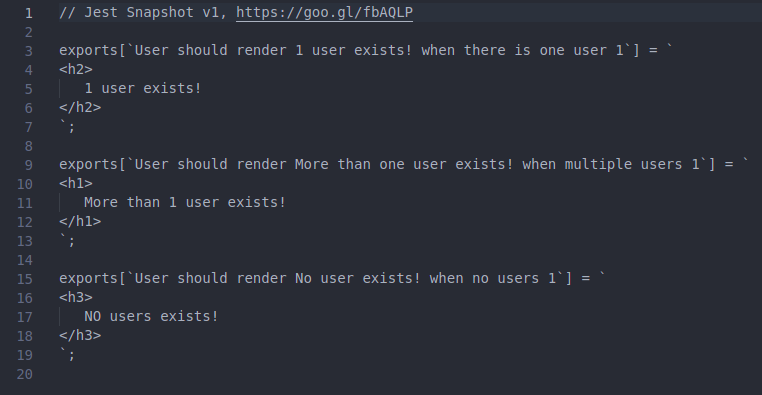 1 // Jest Snapshot v1, https://goo.gl/fbAQLP
2
3 exports[`User should render 1 user exists! when there is one user 1`] = `
4 <h2>
5    1 user exists!
6 </h2>
7 `;
8
9 exports[`User should render More than one user exists! when multiple users 1`] = `
10 <h1>
11    More than 1 user exists!
12 </h1>
13 `;
14
15 exports[`User should render No user exists! when no users 1`] = `
16 <h3>
17    NO users exists!
18 </h3>
19 `;
20